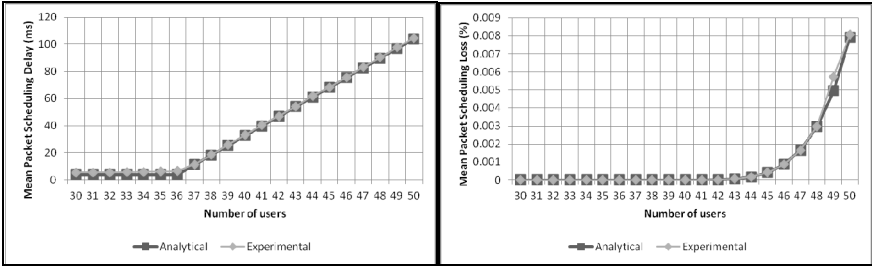 Mean Packet Scheduling Delay (ms)
120
100
80
60
40
20
0
30 31 32 33 34 35 36 37 38 39 40 41 42 43 44 45 46 47 48 49 50
Number of users
Analytical Experimental
Mean Packet Scheduling Loss (%)
0.009
0.008
0.007
0.006
0.005
0.004
0.003
0.002
0.001
0
30 31 32 33 34 35 36 37 38 39 40 41 42 43 44 45 46 47 48 49 50
Number of users
Analytical Experimental